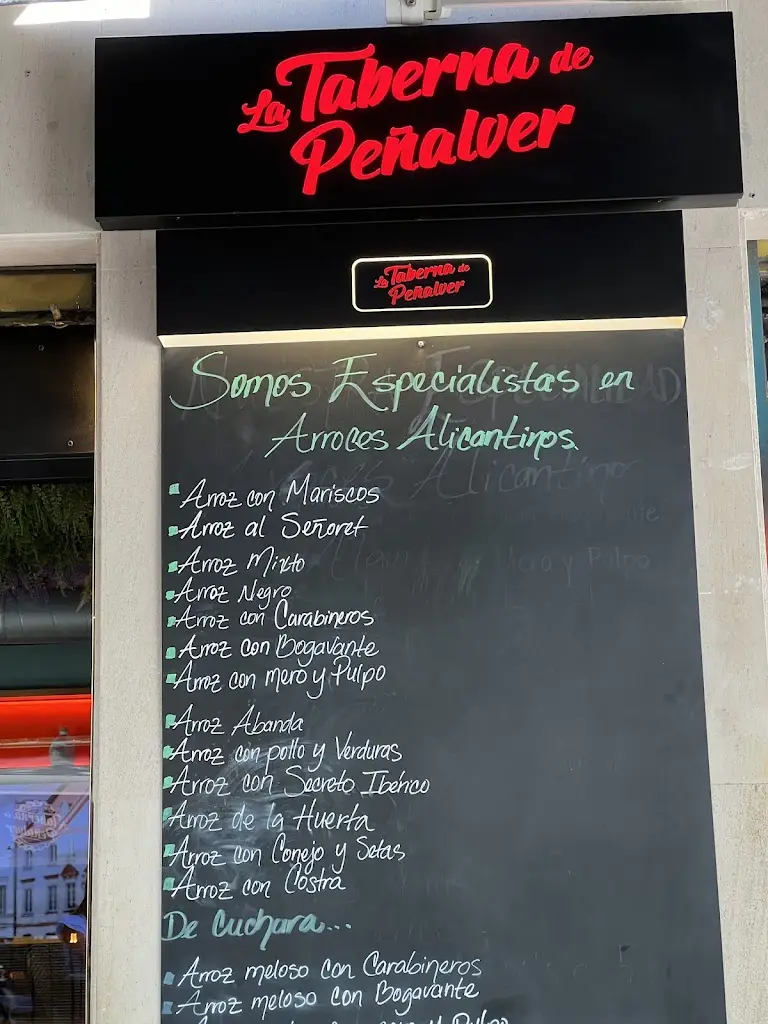 La Taberna de
Peñalver
La Taberna de
Peñalver
Somos Especialistas en
Arroces Alicantinos
Arroz con Mariscos
Arroz al Señoret
Arroz Mixto
Arroz Negro
Arroz con Carabineros
Arroz con Bogavante
Arroz con mero y Pulpo
Arroz Abanda
Arroz con pollo y Verduras
Arroz con Secreto Ibérico
Arroz de la Huerta
Arroz con Conejo y Setas
Arroz con Costra
De Cuchara...
Arroz meloso con Carabineros
Arroz meloso con Bogavante
y Pulpo